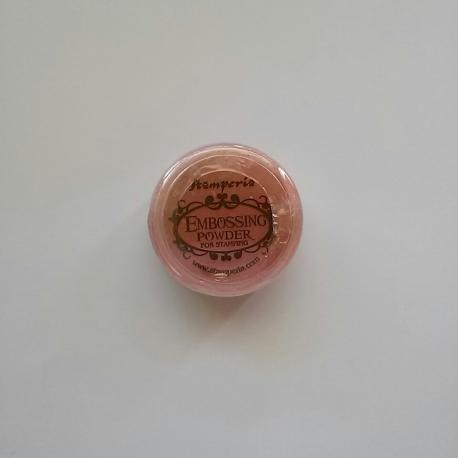 Stamperia
EMBOSSING
POWDER
FOR STAMPING
www.stamperia.com